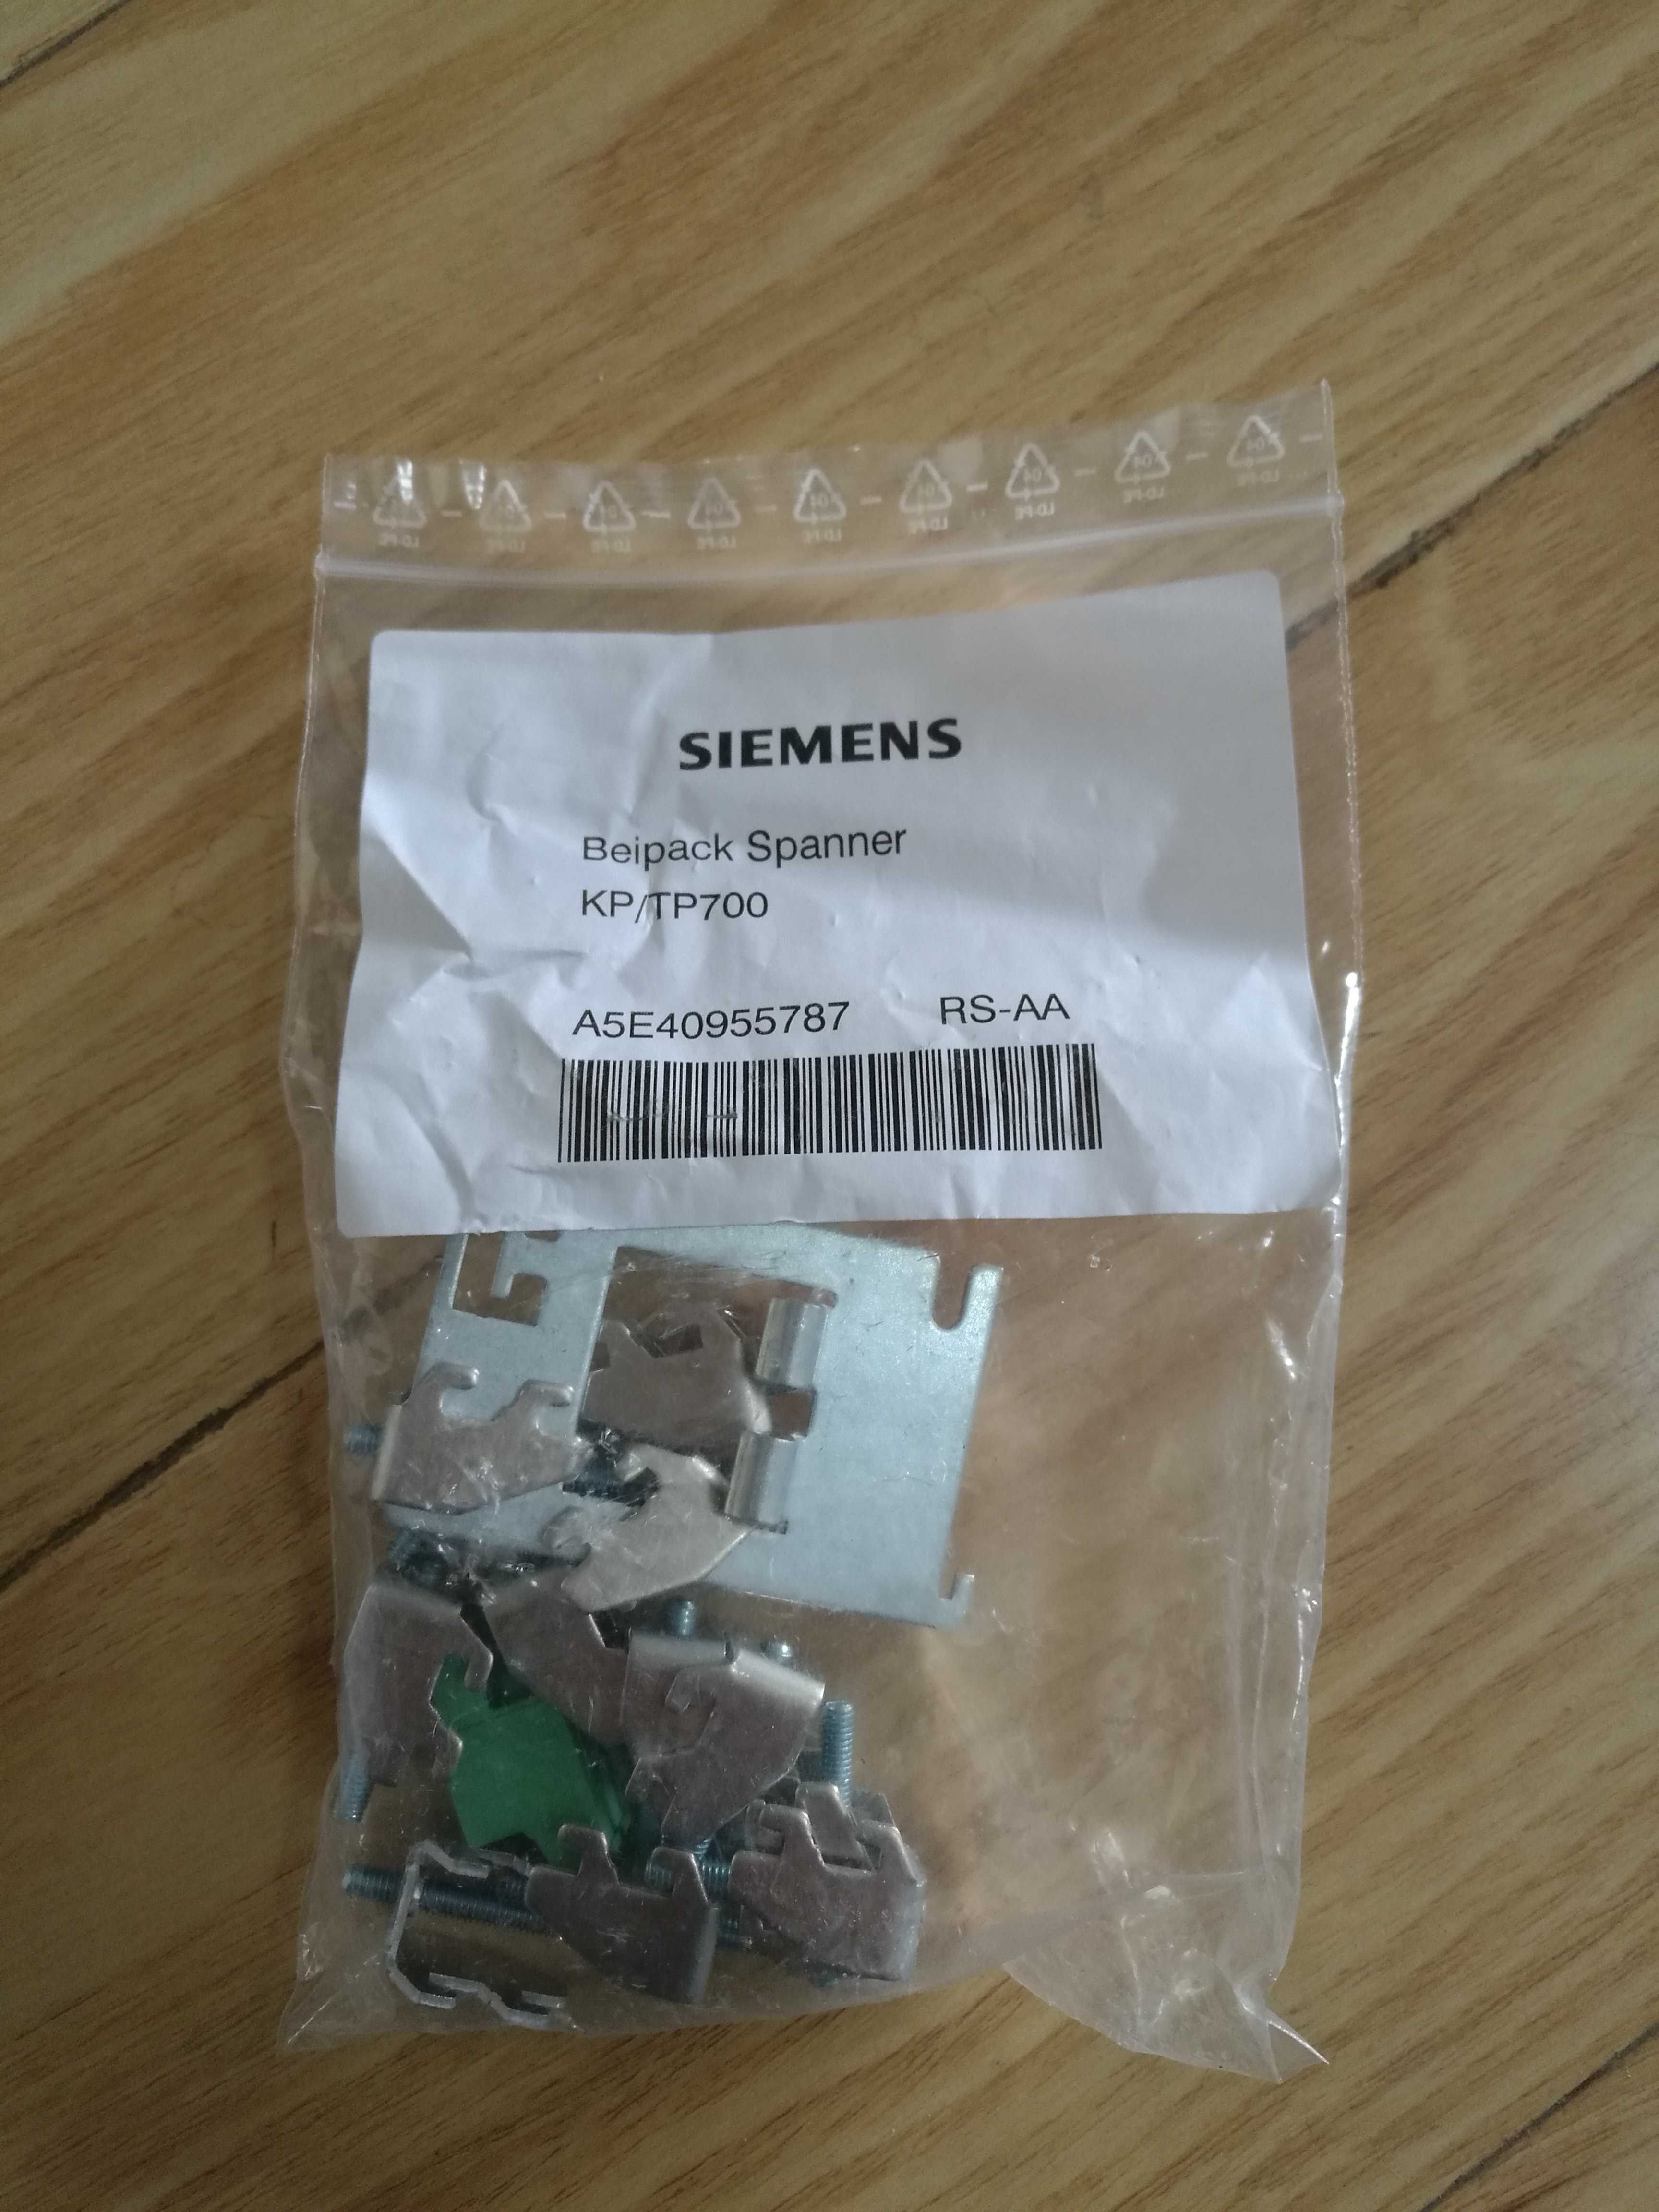 SIEMENS
Beipack Spanner
KP/TP700
A5E40955787 RS-AA